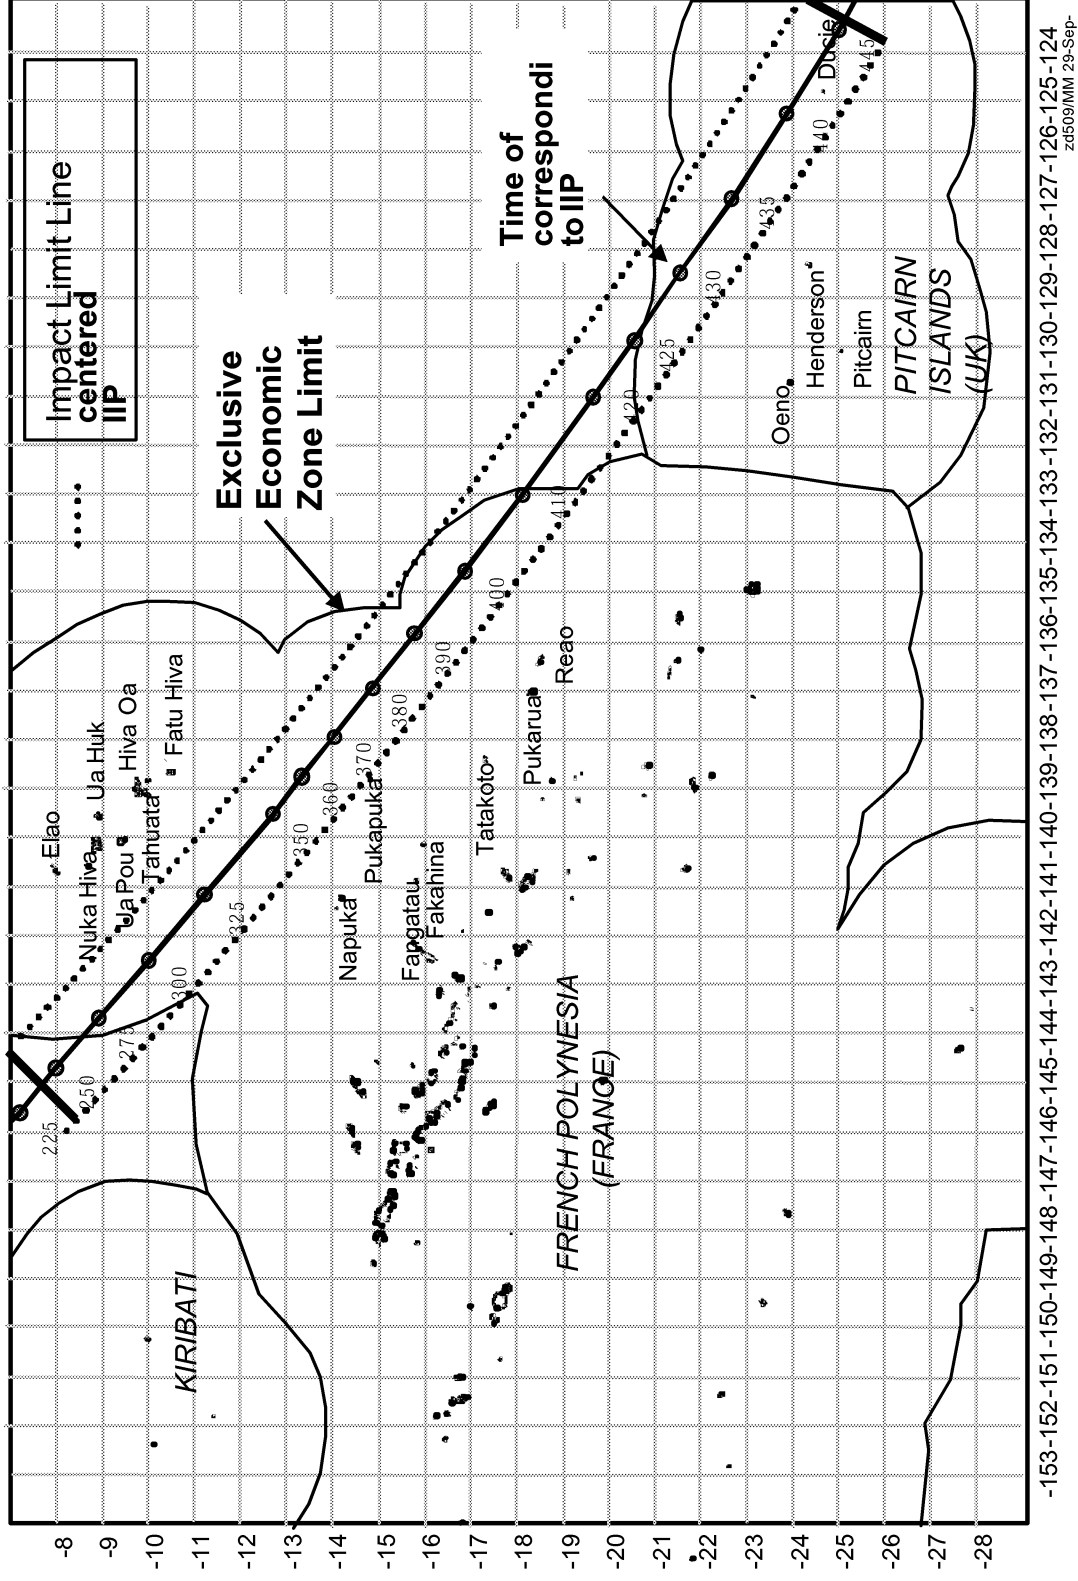 Impact Limit Line
centered
IIP
Exclusive
Economic
Zone Limit
Time of
correspondi
to IIP
Elao
Nuka Hiva
Ua Huk
Ua Pou
Hiva Oa
Tahuata
Fatu Hiva
Napuka
Pukapuka
Fangatau
Fakahina
Tatakoto
Pukarua
Reao
Oeno
Henderson
Pitcairn
Ducie
KIRIBATI
FRENCH POLYNESIA
(FRANCE)
PITCAIRN
ISLANDS
(UK)
225
250
275
300
325
350
360
370
380
390
400
410
420
425
430
435
440
445
-8
-9
-10
-11
-12
-13
-14
-15
-16
-17
-18
-19
-20
-21
-22
-23
-24
-25
-26
-27
-28
-153-152-151-150-149-148-147-146-145-144-143-142-141-140-139-138-137-136-135-134-133-132-131-130-129-128-127-126-125-124
zd509/MM 29-Sep-